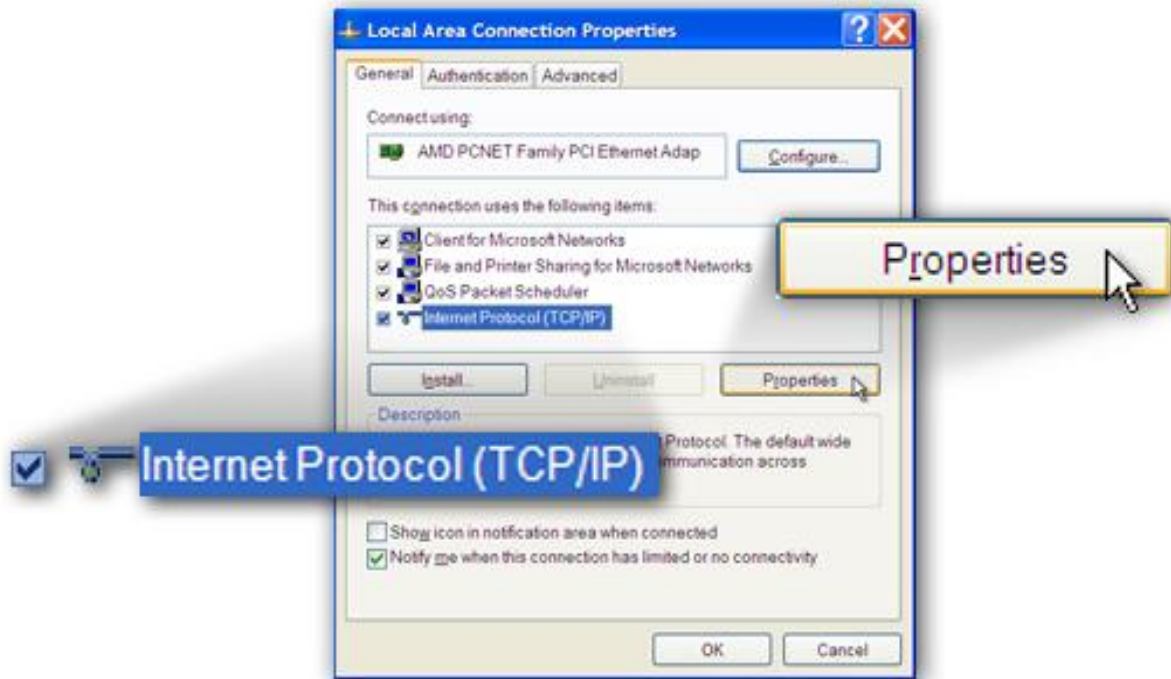 Local Area Connection Properties
General Authentication Advanced
Connect using:
AMD PCNET Family PCI Ethernet Adap
Configure...
This connection uses the following items:
Client for Microsoft Networks
File and Printer Sharing for Microsoft Networks
QoS Packet Scheduler
Internet Protocol (TCP/IP)
Properties
Install... Uninstall Properties
Description
Protocol. The default wide
communication across
Internet Protocol (TCP/IP)
Show icon in notification area when connected
Notify me when this connection has limited or no connectivity
OK Cancel